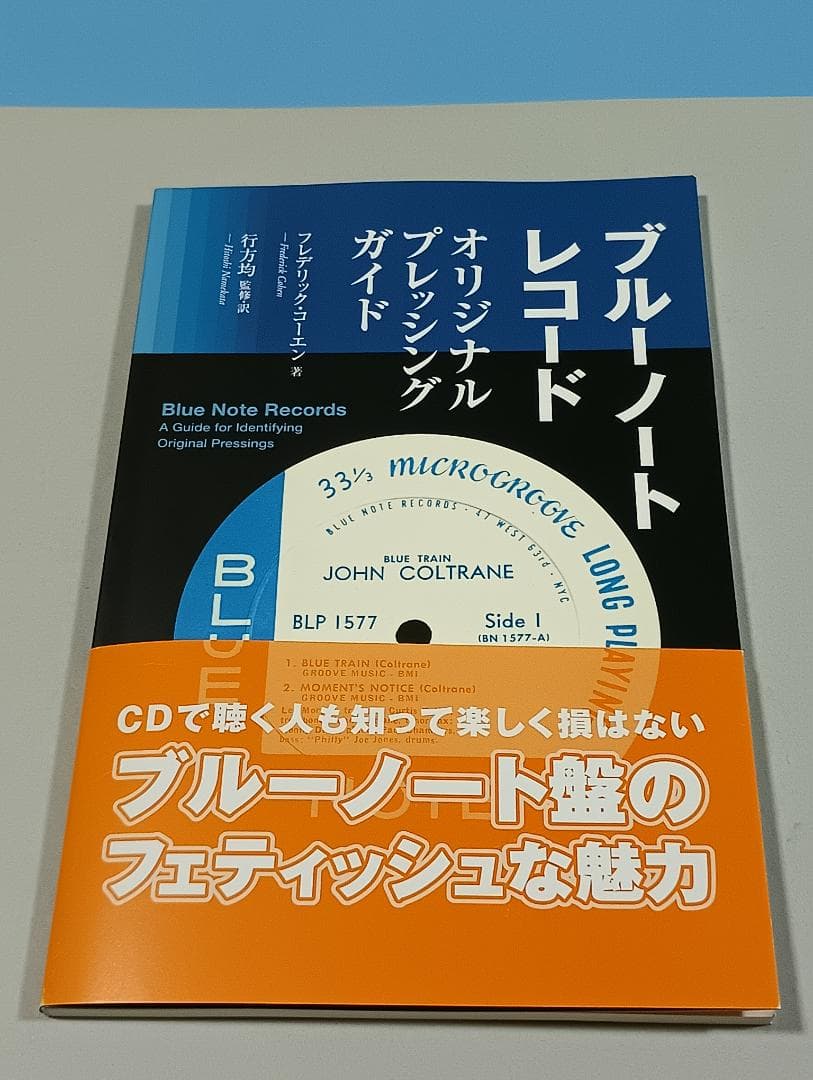 ブルーノート
レコード
オリジナル
プレッシング
ガイド
フレデリック・コーエン 著
— Frederick Cohen
行方均 監修・訳
— Hitoshi Namekata
Blue Note Records
A Guide for Identifying
Original Pressings
33⅓ MICROGROOVE LONG PLAYING
BLUE NOTE RECORDS · 47 WEST 63rd · NYC
BLUE TRAIN
JOHN COLTRANE
BLP 1577
Side 1
(BN 1577-A)
BLUE
NOTE
1. BLUE TRAIN (Coltrane)
GROOVE MUSIC - BMI
2. MOMENT'S NOTICE (Coltrane)
GROOVE MUSIC - BMI
"Philly" Joe Jones, drums.
CDで聴く人も知って楽しく損はない
ブルーノート盤の
フェティッシュな魅力